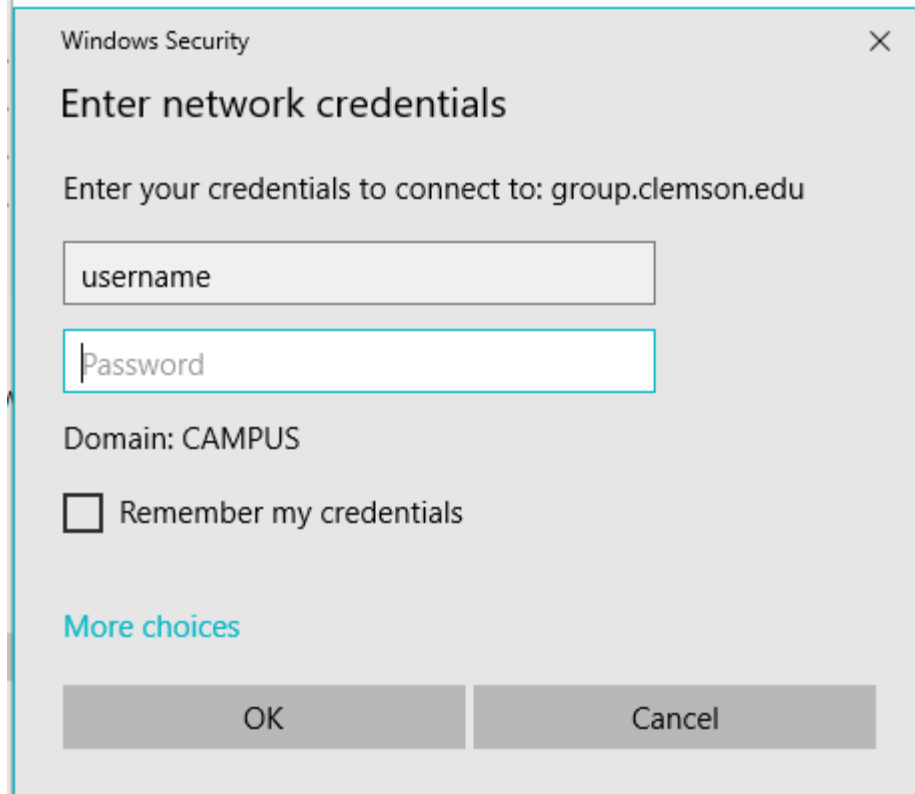 Windows Security
Enter network credentials
Enter your credentials to connect to: group.clemson.edu
username
Password
Domain: CAMPUS
Remember my credentials
More choices
OK
Cancel